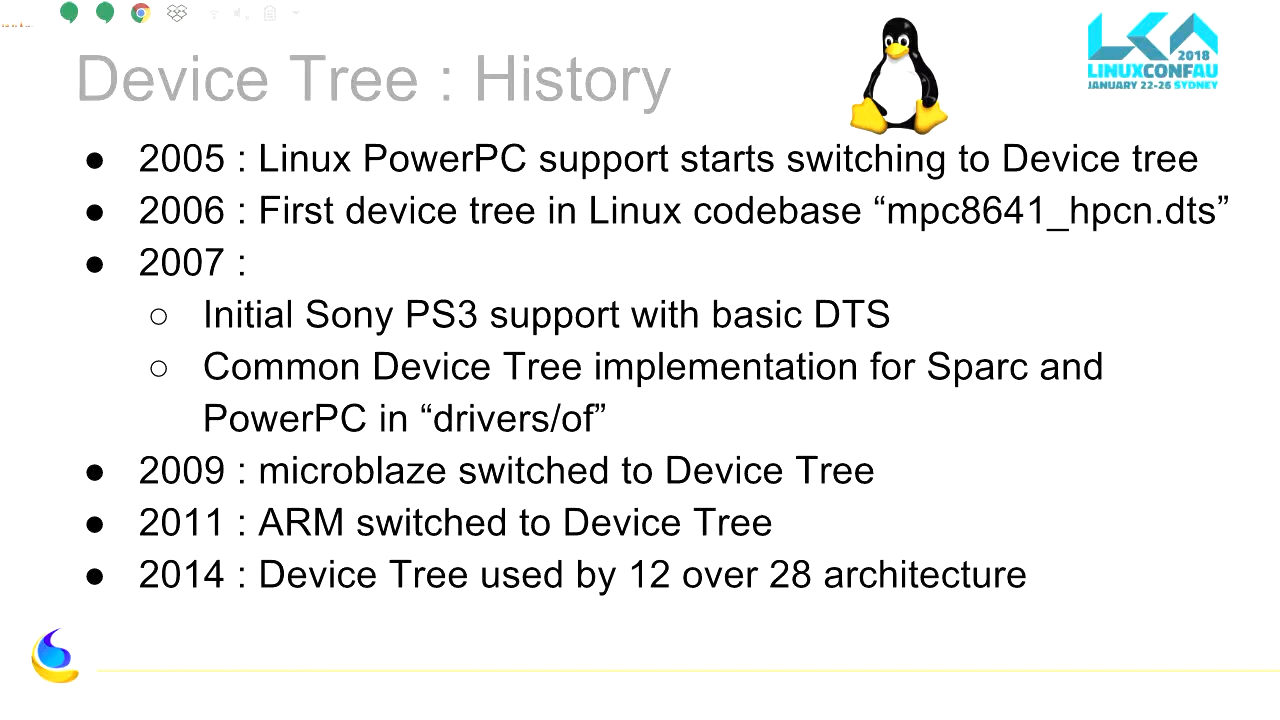 Device Tree : History
2018
LINUXCONFAU
JANUARY 22-26 SYDNEY
● 2005 : Linux PowerPC support starts switching to Device tree
● 2006 : First device tree in Linux codebase “mpc8641_hpcn.dts”
● 2007 :
○ Initial Sony PS3 support with basic DTS
○ Common Device Tree implementation for Sparc and
PowerPC in “drivers/of”
● 2009 : microblaze switched to Device Tree
● 2011 : ARM switched to Device Tree
● 2014 : Device Tree used by 12 over 28 architecture